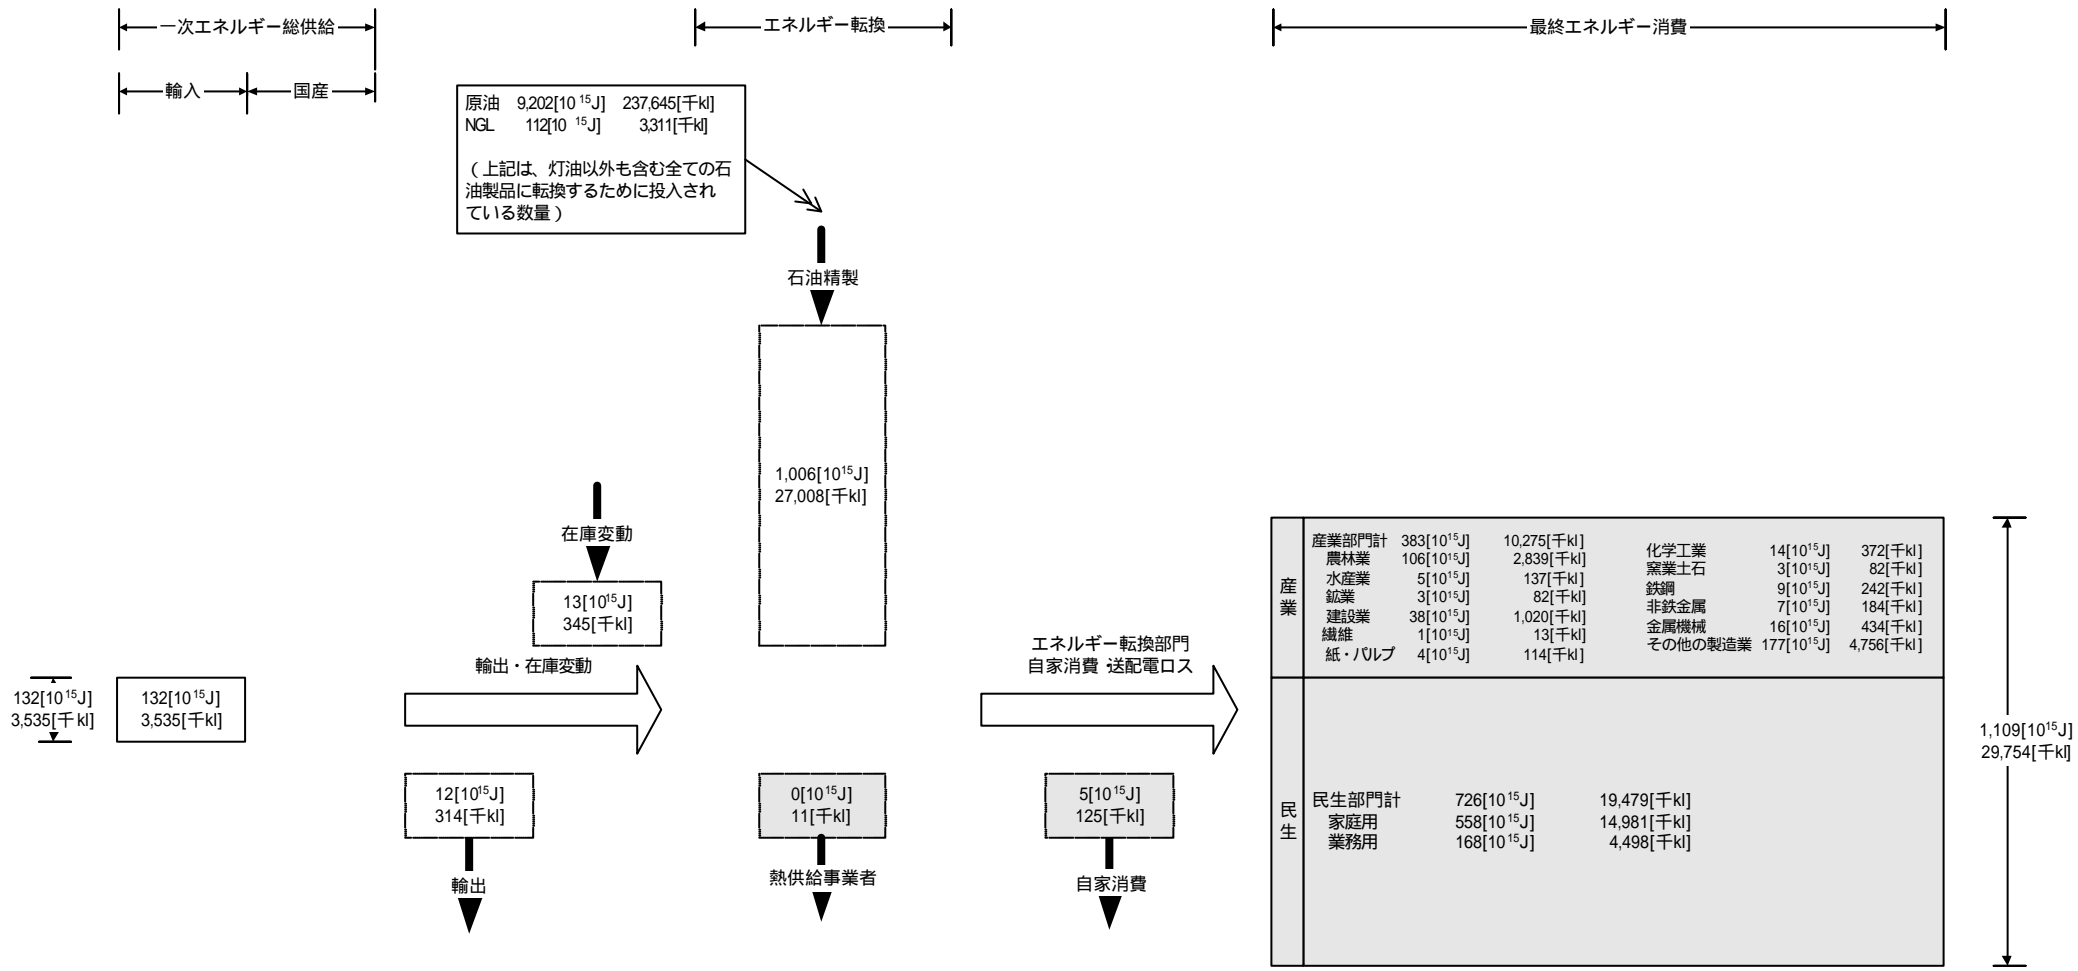 一次エネルギー総供給
エネルギー転換
最終エネルギー消費
輸入
国産
原油 9,202[10¹⁵J] 237,645[千kl]
NGL 112[10¹⁵J] 3,311[千kl]
（上記は、灯油以外も含む全ての石
油製品に転換するために投入され
ている数量）
石油精製
1,006[10¹⁵J]
27,008[千kl]
在庫変動
13[10¹⁵J]
345[千kl]
輸出・在庫変動
エネルギー転換部門
自家消費・送配電ロス
132[10¹⁵J]
3,535[千kl]
132[10¹⁵J]
3,535[千kl]
12[10¹⁵J]
314[千kl]
輸出
0[10¹⁵J]
11[千kl]
熱供給事業者
5[10¹⁵J]
125[千kl]
自家消費
産業
産業部門計 383[10¹⁵J] 10,275[千kl]
農林業 106[10¹⁵J] 2,839[千kl]
水産業 5[10¹⁵J] 137[千kl]
鉱業 3[10¹⁵J] 82[千kl]
建設業 38[10¹⁵J] 1,020[千kl]
繊維 1[10¹⁵J] 13[千kl]
紙・パルプ 4[10¹⁵J] 114[千kl]
化学工業 14[10¹⁵J] 372[千kl]
窯業土石 3[10¹⁵J] 82[千kl]
鉄鋼 9[10¹⁵J] 242[千kl]
非鉄金属 7[10¹⁵J] 184[千kl]
金属機械 16[10¹⁵J] 434[千kl]
その他の製造業 177[10¹⁵J] 4,756[千kl]
民生
民生部門計 726[10¹⁵J] 19,479[千kl]
家庭用 558[10¹⁵J] 14,981[千kl]
業務用 168[10¹⁵J] 4,498[千kl]
1,109[10¹⁵J]
29,754[千kl]